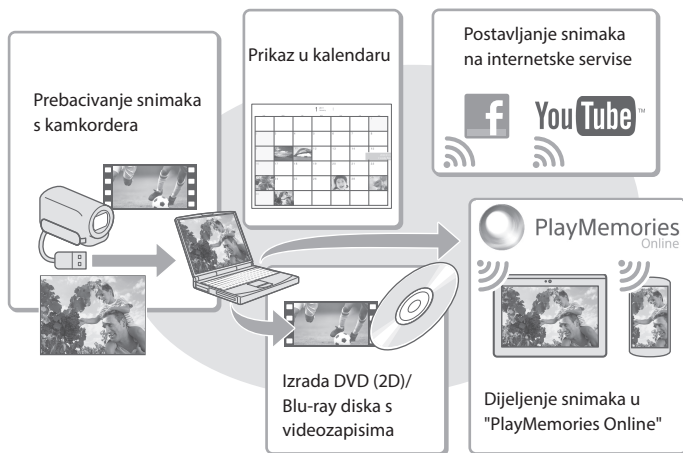 Prebacivanje snimaka
s kamkordera
Prikaz u kalendaru
Postavljanje snimaka
na internetske servise
f
You Tube ™
PlayMemories
Online
Izrada DVD (2D)/
Blu-ray diska s
videozapisima
Dijeljenje snimaka u
"PlayMemories Online"